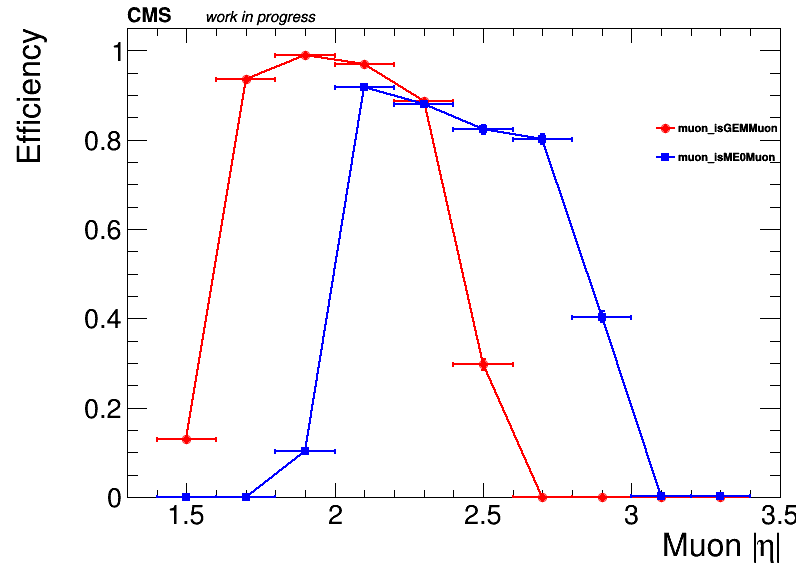 CMS work in progress
Efficiency
1
0.8
0.6
0.4
0.2
0
muon_isGEMMuon
muon_isME0Muon
1.5 2 2.5 3 3.5
Muon |η|